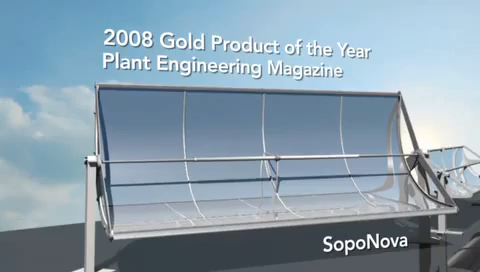 2008 Gold Product of the Year
Plant Engineering Magazine
SopoNova